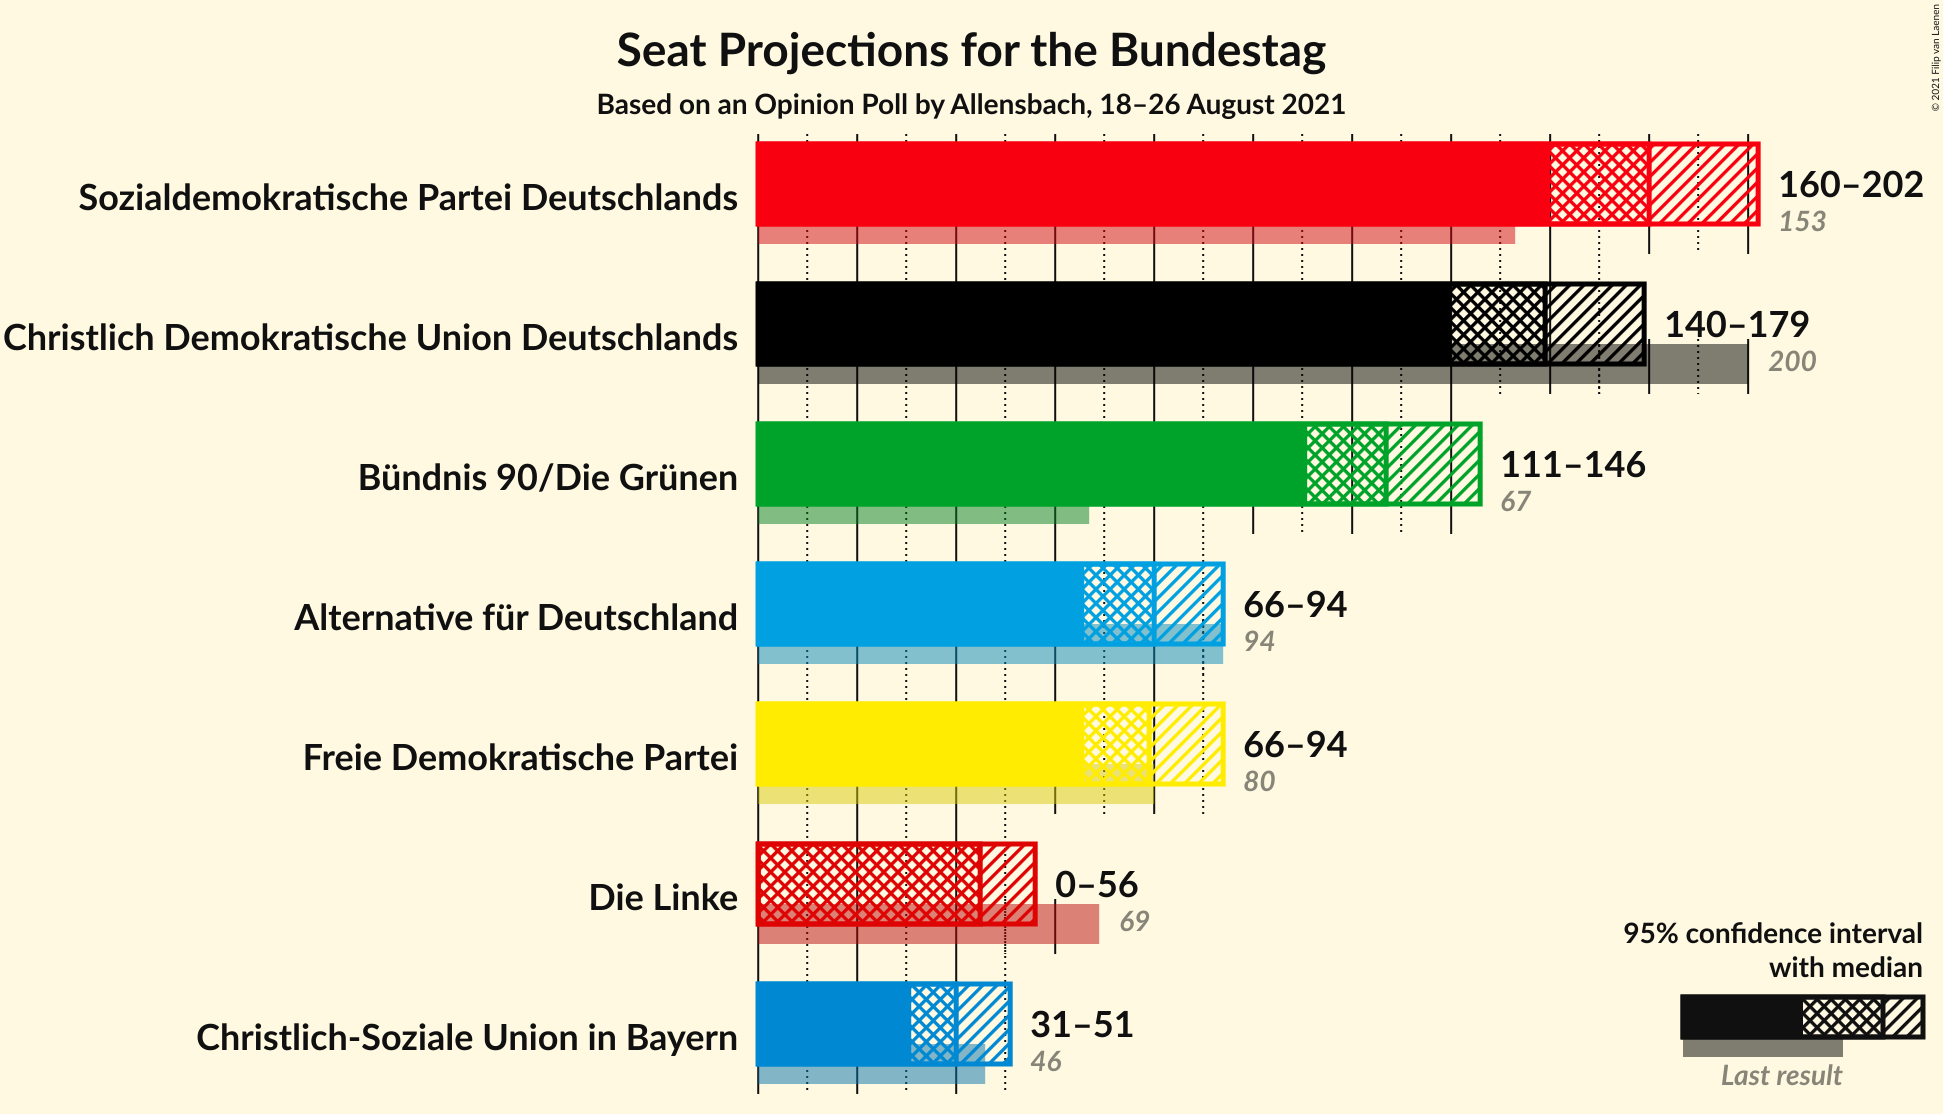 Seat Projections for the Bundestag
Based on an Opinion Poll by Allensbach, 18–26 August 2021
© 2021 Filip van Laenen
Sozialdemokratische Partei Deutschlands
160–202
153
Christlich Demokratische Union Deutschlands
140–179
200
Bündnis 90/Die Grünen
111–146
67
Alternative für Deutschland
66–94
94
Freie Demokratische Partei
66–94
80
Die Linke
0–56
69
Christlich-Soziale Union in Bayern
31–51
46
95% confidence interval
with median
Last result